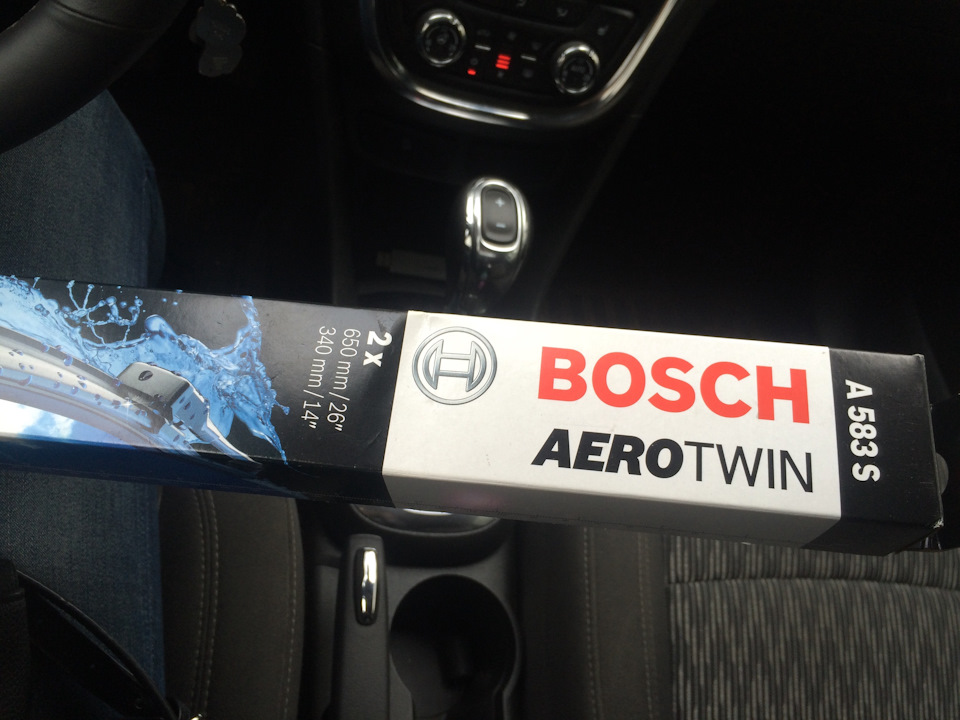 2 x
650 mm / 26"
340 mm / 14"
BOSCH
AEROTWIN
A 583 S
+
-